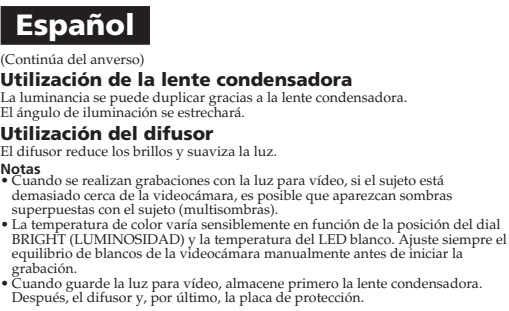 Español
(Continúa del anverso)
Utilización de la lente condensadora
La luminancia se puede duplicar gracias a la lente condensadora.
El ángulo de iluminación se estrechará.
Utilización del difusor
El difusor reduce los brillos y suaviza la luz.
Notas
• Cuando se realizan grabaciones con la luz para vídeo, si el sujeto está
demasiado cerca de la videocámara, es posible que aparezcan sombras
superpuestas con el sujeto (multisombras).
• La temperatura de color varía sensiblemente en función de la posición del dial
BRIGHT (LUMINOSIDAD) y la temperatura del LED blanco. Ajuste siempre el
equilibrio de blancos de la videocámara manualmente antes de iniciar la
grabación.
• Cuando guarde la luz para vídeo, almacene primero la lente condensadora.
Después, el difusor y, por último, la placa de protección.